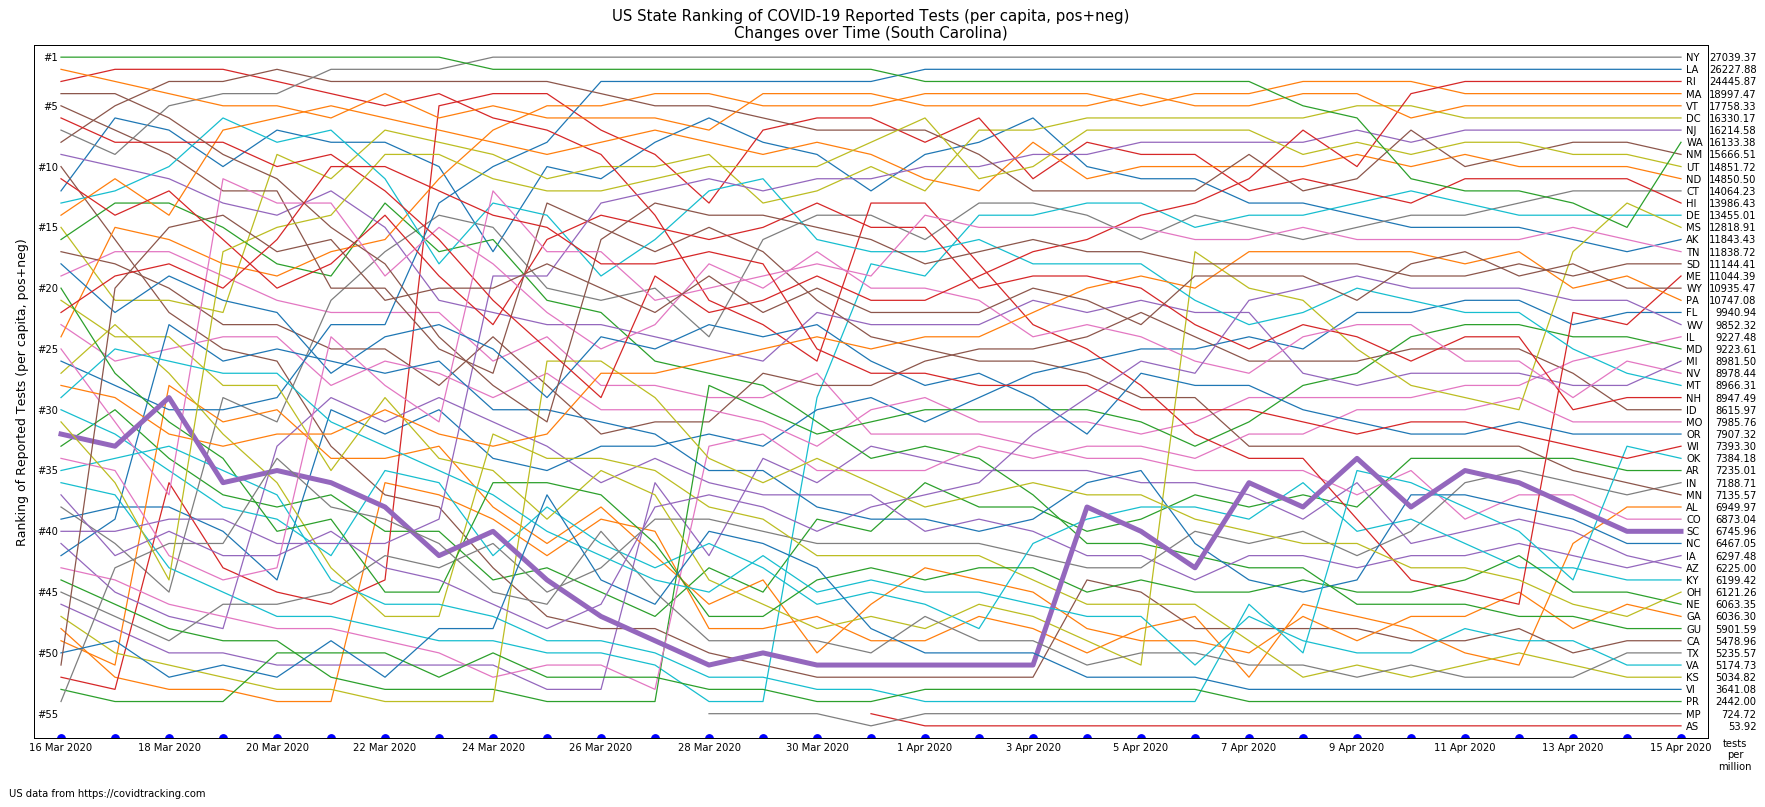 US State Ranking of COVID-19 Reported Tests (per capita, pos+neg)
Changes over Time (South Carolina)
Ranking of Reported Tests (per capita, pos+neg)
#1
#5
#10
#15
#20
#25
#30
#35
#40
#45
#50
#55
NY 27039.37
LA 26227.88
RI 24445.87
MA 18997.47
VT 17758.33
DC 16330.17
NJ 16214.58
WA 16133.38
NM 15666.51
UT 14851.72
ND 14850.50
CT 14064.23
HI 13986.43
DE 13455.01
MS 12818.91
AK 11843.43
TN 11838.72
SD 11144.41
ME 11044.39
WY 10935.47
PA 10747.08
FL 9940.94
WV 9852.32
IL 9227.48
MD 9223.61
MI 8981.50
NV 8978.44
MT 8966.31
NH 8947.49
ID 8615.97
MO 7985.76
OR 7907.32
WI 7393.30
OK 7384.18
AR 7235.01
IN 7188.71
MN 7135.57
AL 6949.97
CO 6873.04
SC 6745.96
NC 6467.05
IA 6297.48
AZ 6225.00
KY 6199.42
OH 6121.26
NE 6063.35
GA 6036.30
GU 5901.59
CA 5478.96
TX 5235.57
VA 5174.73
KS 5034.82
VI 3641.08
PR 2442.00
MP 724.72
AS 53.92
16 Mar 2020 18 Mar 2020 20 Mar 2020 22 Mar 2020 24 Mar 2020 26 Mar 2020 28 Mar 2020 30 Mar 2020 1 Apr 2020 3 Apr 2020 5 Apr 2020 7 Apr 2020 9 Apr 2020 11 Apr 2020 13 Apr 2020 15 Apr 2020
tests
per
million
US data from https://covidtracking.com